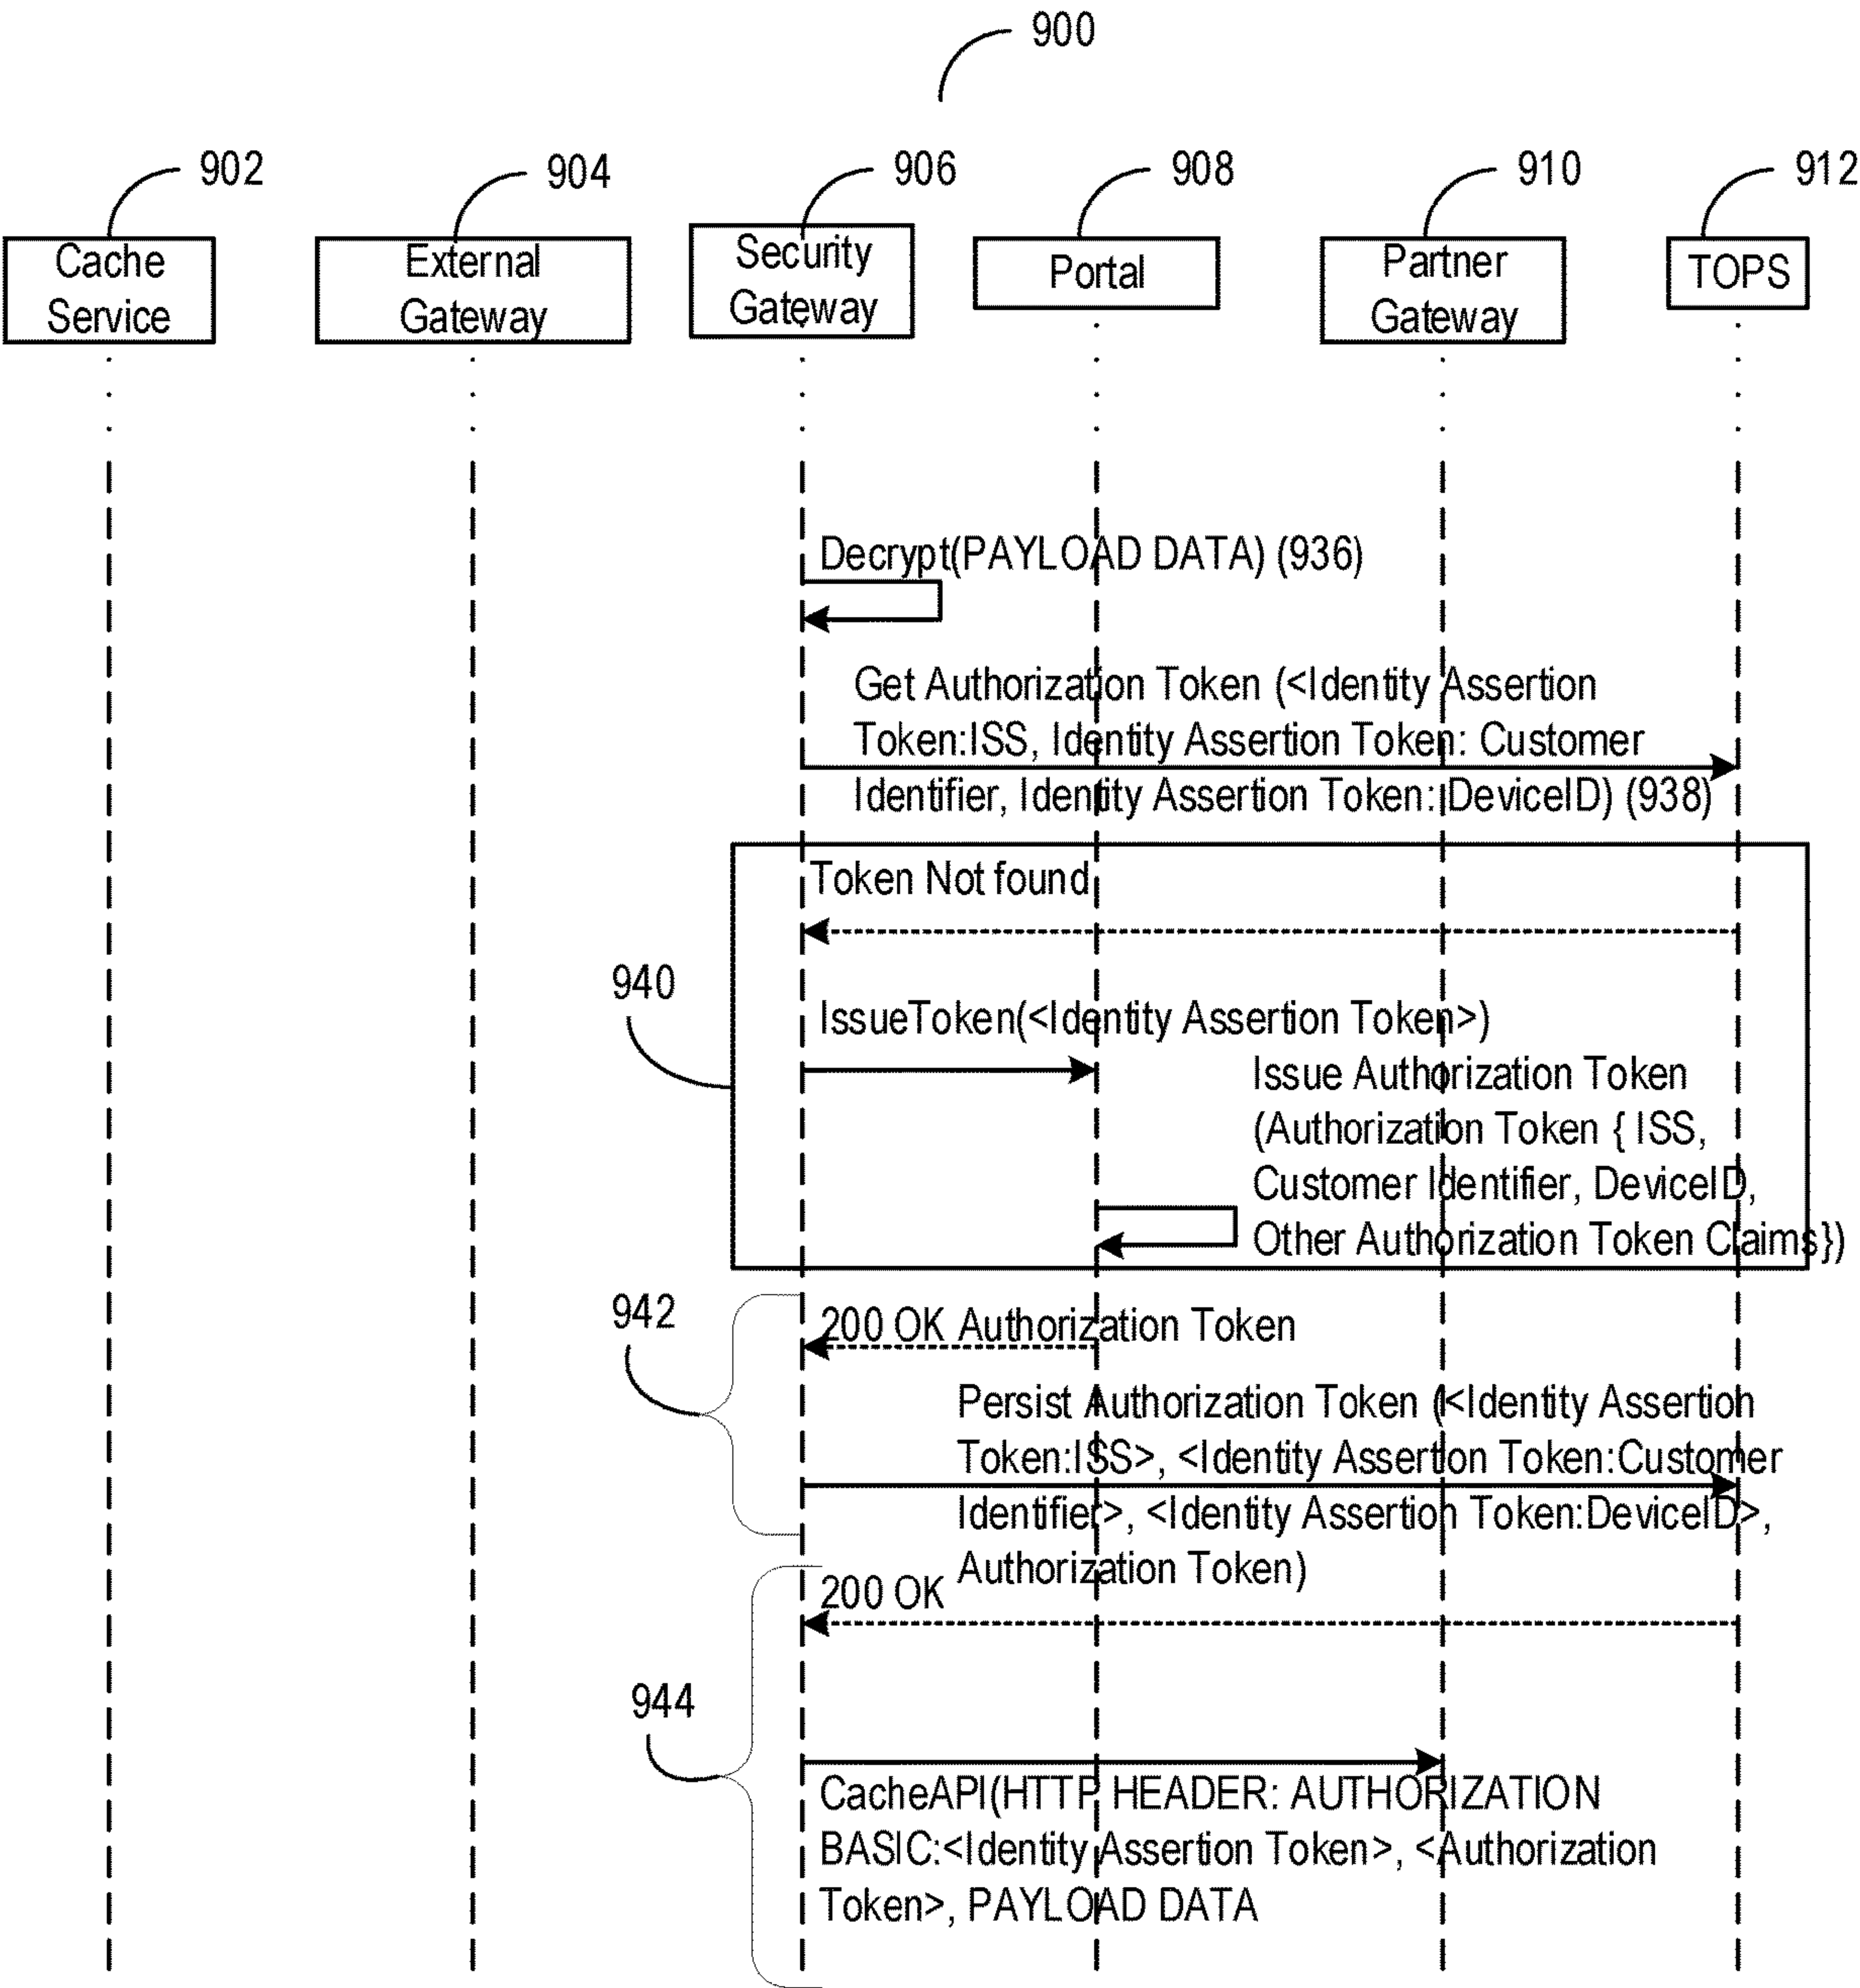 900
902
904
906
908
910
912
Cache
Service
External
Gateway
Security
Gateway
Portal
Partner
Gateway
TOPS
Decrypt(PAYLOAD DATA) (936)
Get Authorization Token (<Identity Assertion
Token:ISS, Identity Assertion Token: Customer
Identifier, Identity Assertion Token: DeviceID) (938)
Token Not found
940
IssueToken(<Identity Assertion Token>)
Issue Authorization Token
(Authorization Token { ISS,
Customer Identifier, DeviceID,
Other Authorization Token Claims})
942
200 OK Authorization Token
Persist Authorization Token (<Identity Assertion
Token:ISS>, <Identity Assertion Token:Customer
Identifier>, <Identity Assertion Token:DeviceID>,
Authorization Token)
200 OK
944
CacheAPI(HTTP HEADER: AUTHORIZATION
BASIC:<Identity Assertion Token>, <Authorization
Token>, PAYLOAD DATA